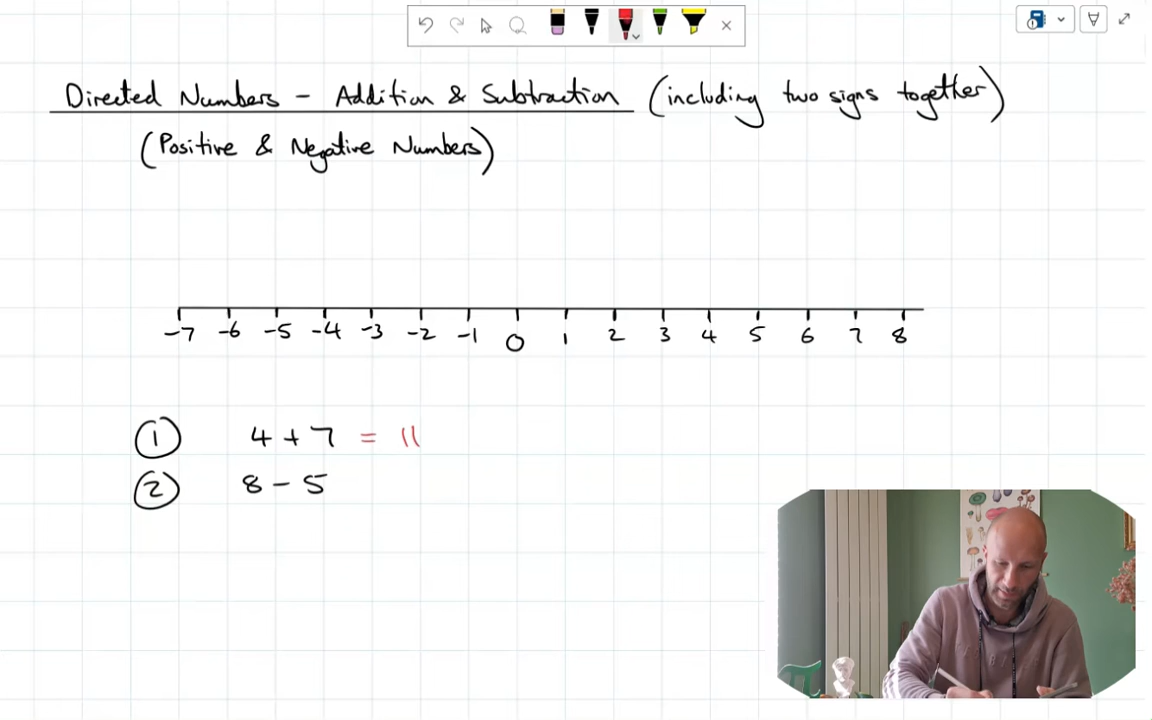 Directed Numbers - Addition & Subtraction (including two signs together)
(Positive & Negative Numbers)
-7 -6 -5 -4 -3 -2 -1 0 1 2 3 4 5 6 7 8
① 4 + 7 = 11
② 8 - 5